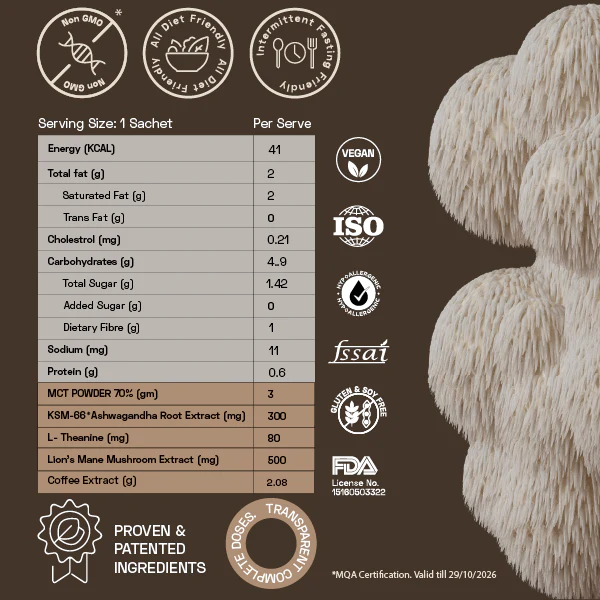 Non GMO
Non GMO
*
All Diet Friendly All Diet Friendly
Intermittent Fasting Friendly
Serving Size: 1 Sachet Per Serve
Energy (KCAL) 41
Total fat (g) 2
Saturated Fat (g) 2
Trans Fat (g) 0
Cholestrol (mg) 0.21
Carbohydrates (g) 4.9
Total Sugar (g) 1.42
Added Sugar (g) 0
Dietary Fibre (g) 1
Sodium (mg) 11
Protein (g) 0.6
MCT POWDER 70% (gm) 3
KSM-66*Ashwagandha Root Extract (mg) 300
L- Theanine (mg) 80
Lion's Mane Mushroom Extract (mg) 500
Coffee Extract (g) 2.08
VEGAN
ISO
HYPOALLERGENIC
HYPOALLERGENIC
fssai
GLUTEN & SOY FREE
FDA
License No.
15160503322
PROVEN &
PATENTED
INGREDIENTS
TRANSPARENT COMPLETE DOSES.
*MQA Certification. Valid till 29/10/2026